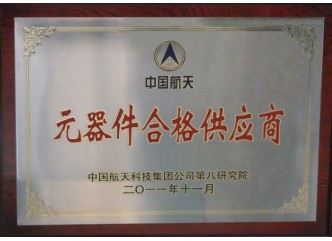 中国航天
元器件合格供应商
中国航天科技集团公司第八研究院
二〇一一年十一月